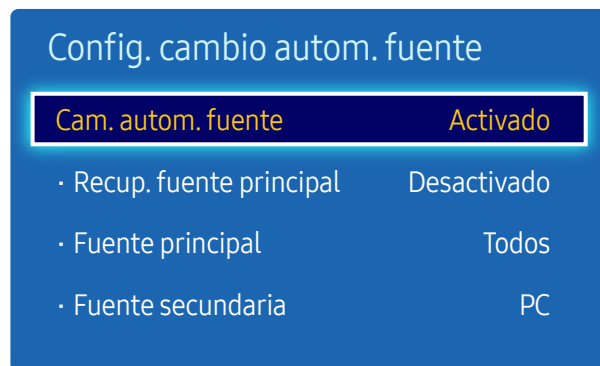 Config. cambio autom. fuente
Cam. autom. fuente Activado
· Recup. fuente principal Desactivado
· Fuente principal Todos
· Fuente secundaria PC